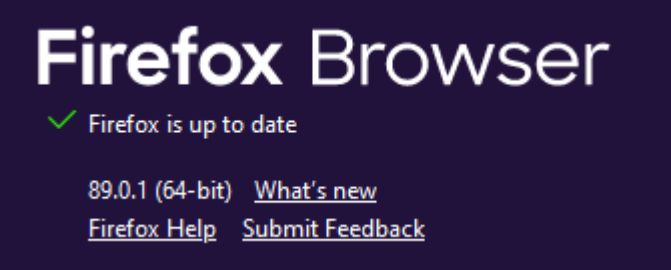 Firefox Browser
Firefox is up to date
89.0.1 (64-bit) What's new
Firefox Help Submit Feedback